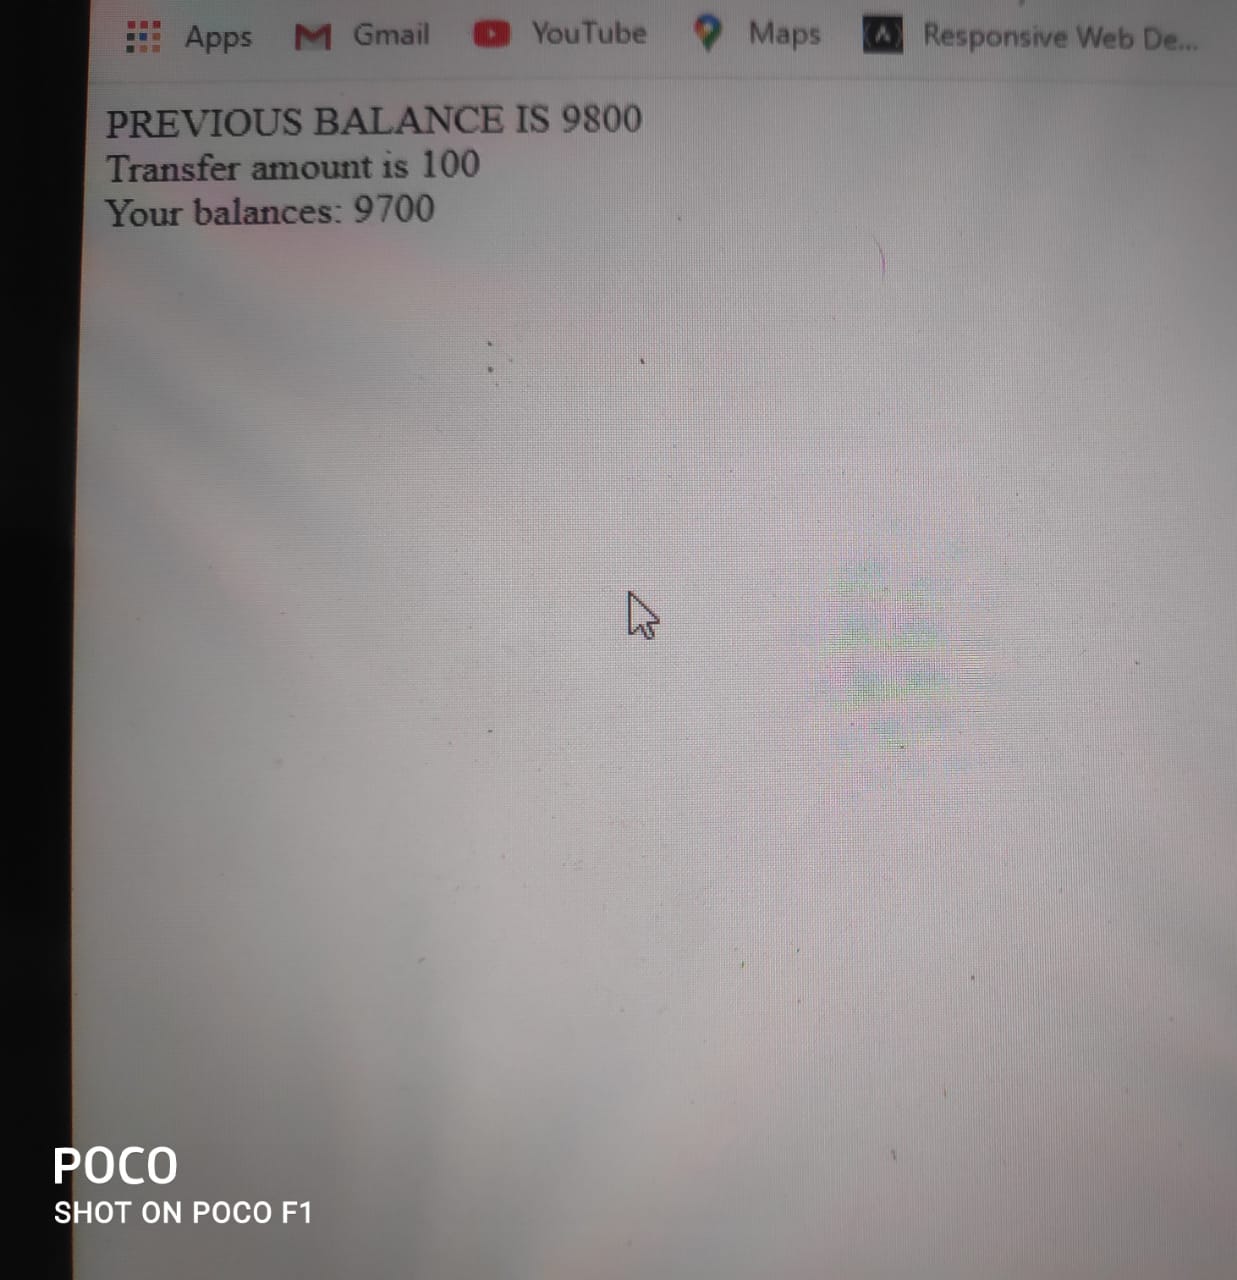 Apps Gmail YouTube Maps Responsive Web De...
PREVIOUS BALANCE IS 9800
Transfer amount is 100
Your balances: 9700
POCO
SHOT ON POCO F1